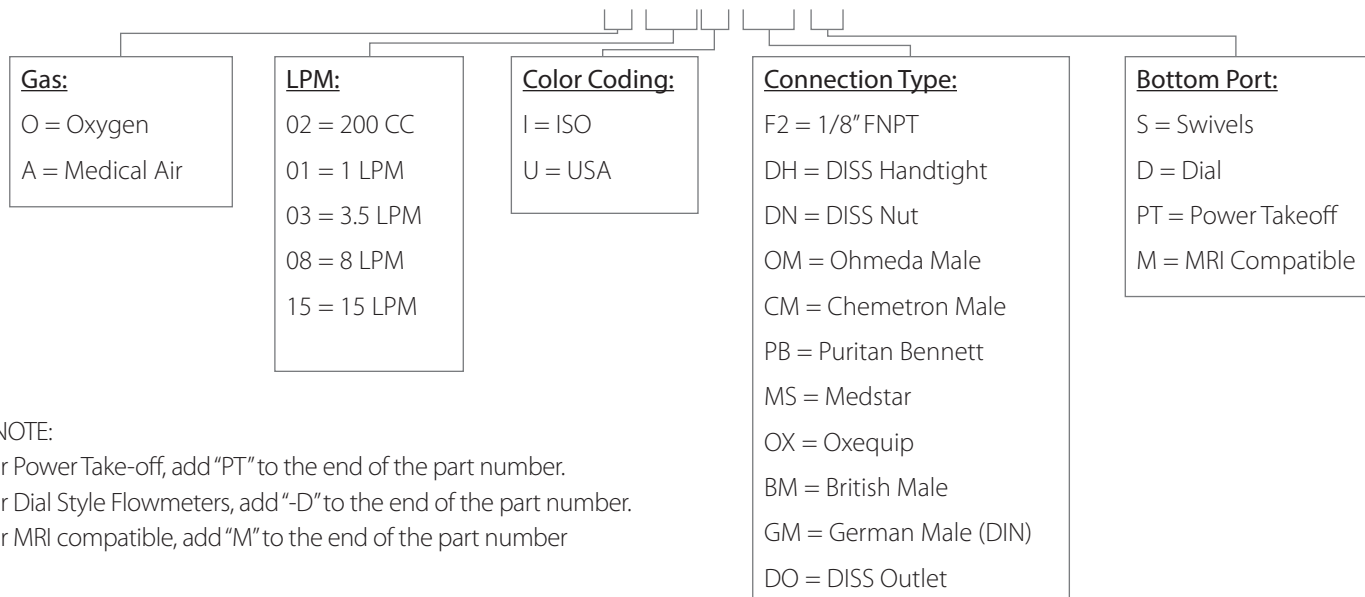 Gas:
O = Oxygen
A = Medical Air
LPM:
02 = 200 CC
01 = 1 LPM
03 = 3.5 LPM
08 = 8 LPM
15 = 15 LPM
Color Coding:
I = ISO
U = USA
Connection Type:
F2 = 1/8" FNPT
DH = DISS Handtight
DN = DISS Nut
OM = Ohmeda Male
CM = Chemetron Male
PB = Puritan Bennett
MS = Medstar
OX = Oxequip
BM = British Male
GM = German Male (DIN)
DO = DISS Outlet
Bottom Port:
S = Swivels
D = Dial
PT = Power Takeoff
M = MRI Compatible
NOTE:
r Power Take-off, add "PT" to the end of the part number.
r Dial Style Flowmeters, add "-D" to the end of the part number.
r MRI compatible, add "M" to the end of the part number